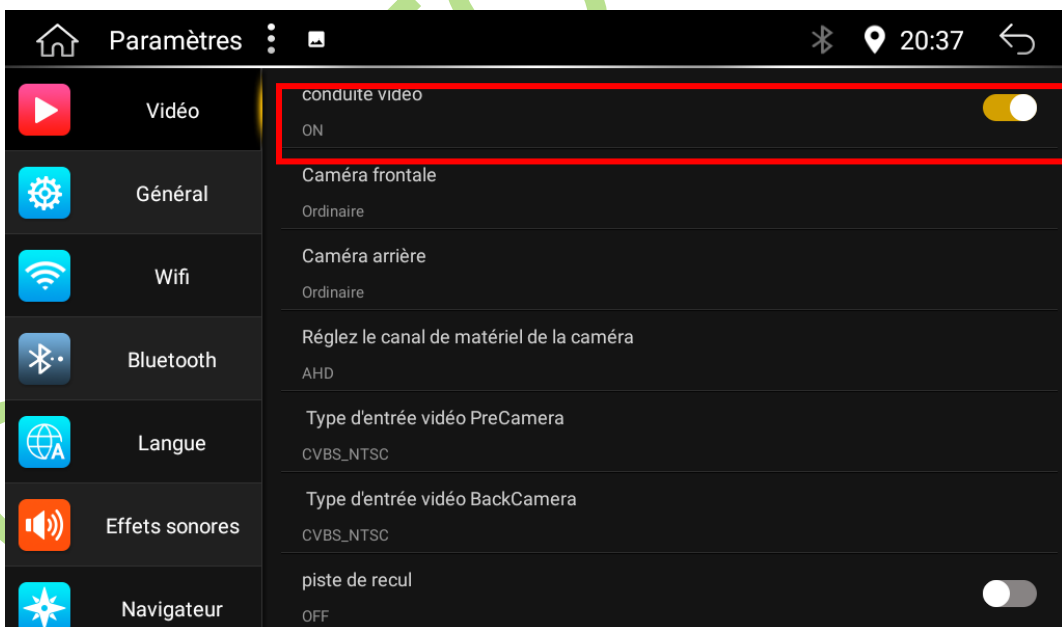 Paramètres
20:37
Vidéo
Général
Wifi
Bluetooth
Langue
Effets sonores
Navigateur
conduite vidéo
ON
Caméra frontale
Ordinaire
Caméra arrière
Ordinaire
Réglez le canal de matériel de la caméra
AHD
Type d'entrée vidéo PreCamera
CVBS_NTSC
Type d'entrée vidéo BackCamera
CVBS_NTSC
piste de recul
OFF